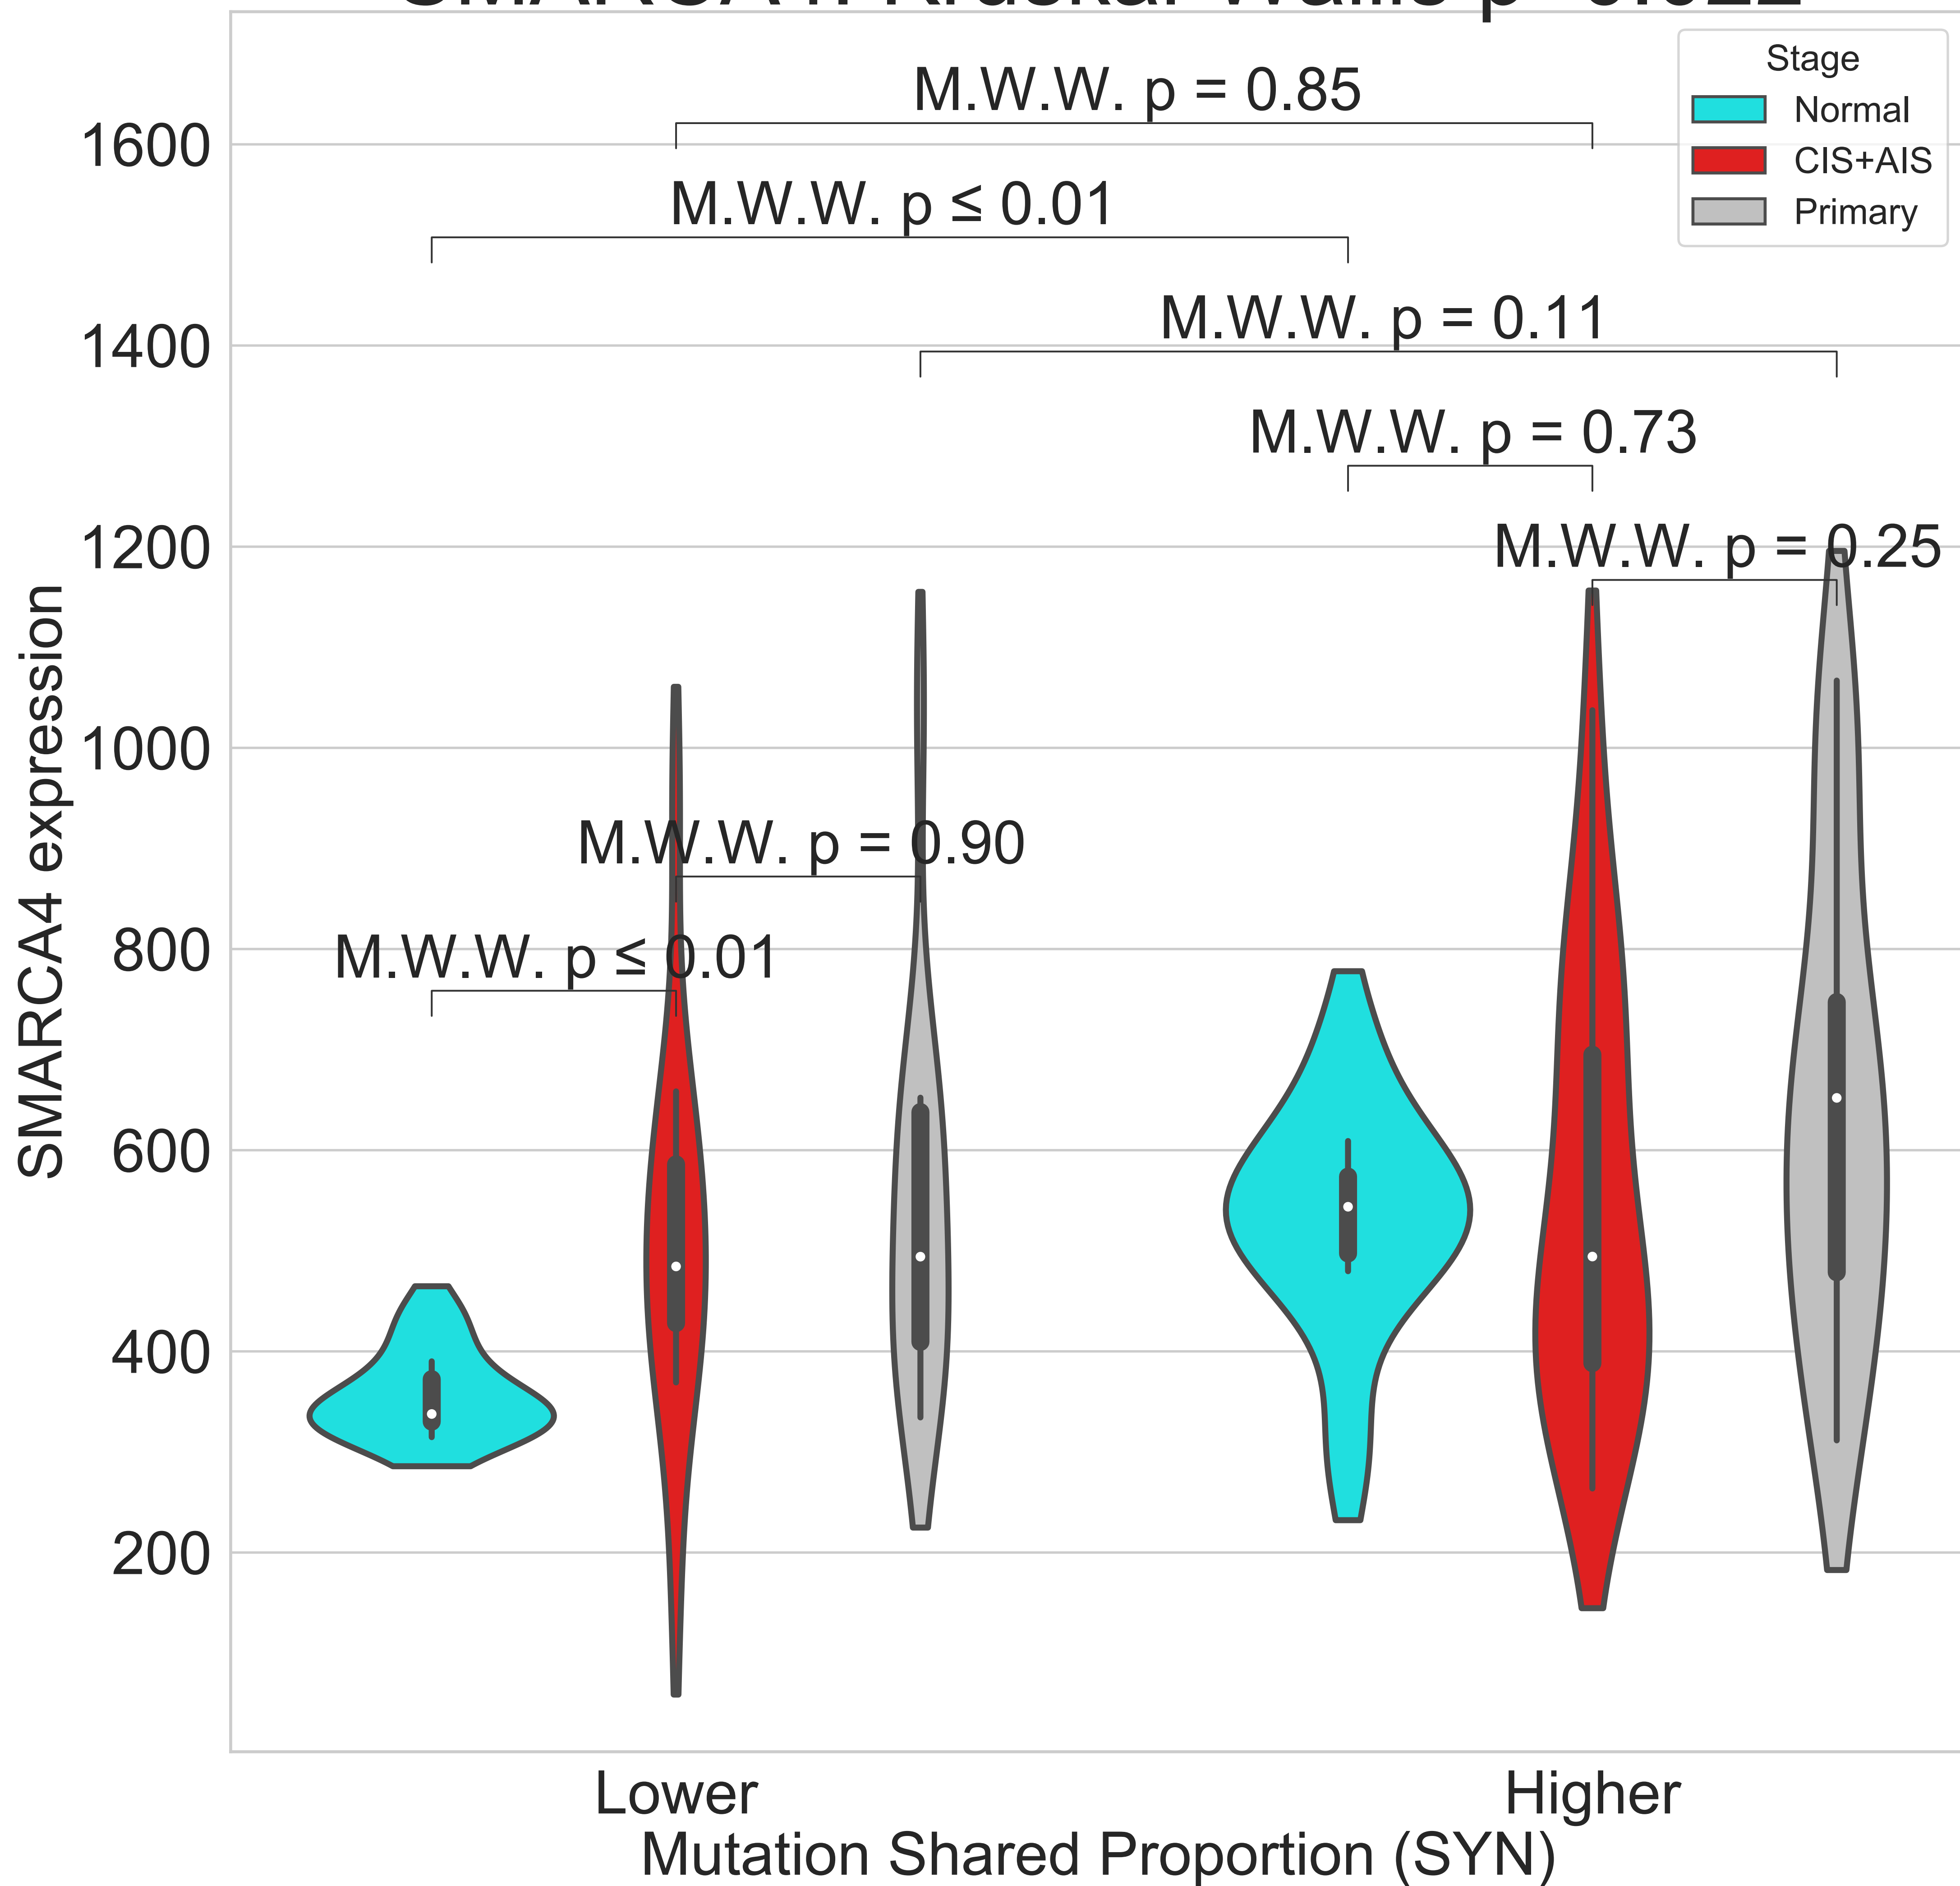 Stage
Normal
CIS+AIS
Primary
M.W.W. p = 0.85
M.W.W. p ≤ 0.01
M.W.W. p = 0.11
M.W.W. p = 0.73
M.W.W. p = 0.25
M.W.W. p = 0.90
M.W.W. p ≤ 0.01
1600
1400
1200
1000
800
600
400
200
SMARCA4 expression
Lower
Higher
Mutation Shared Proportion (SYN)